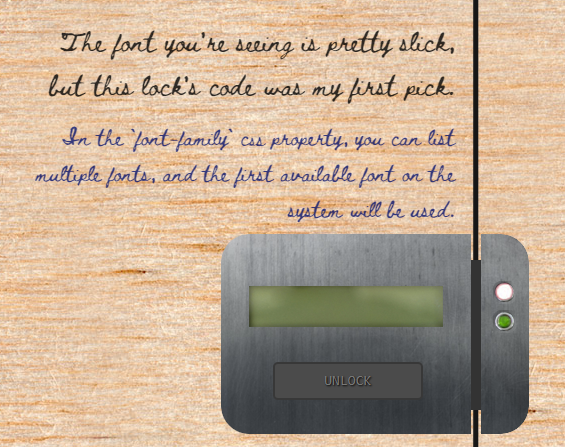 The font you're seeing is pretty slick,
but this lock's code was my first pick.
In the `font-family` css property, you can list
multiple fonts, and the first available font on the
system will be used.
UNLOCK